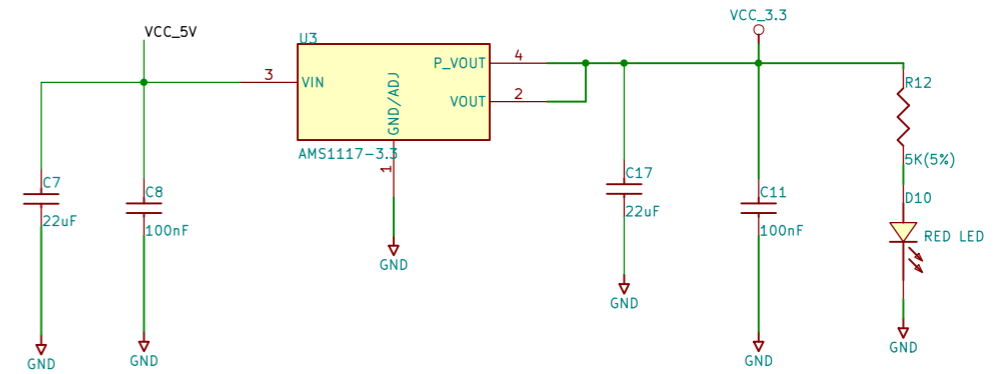 VCC_5V
U3
3
VIN
GND/ADJ
P_VOUT
4
VOUT
2
AMS1117-3.3
1
GND
VCC_3.3
C7
22uF
GND
C8
100nF
GND
C17
22uF
GND
C11
100nF
GND
R12
5K(5%)
D10
RED LED
GND